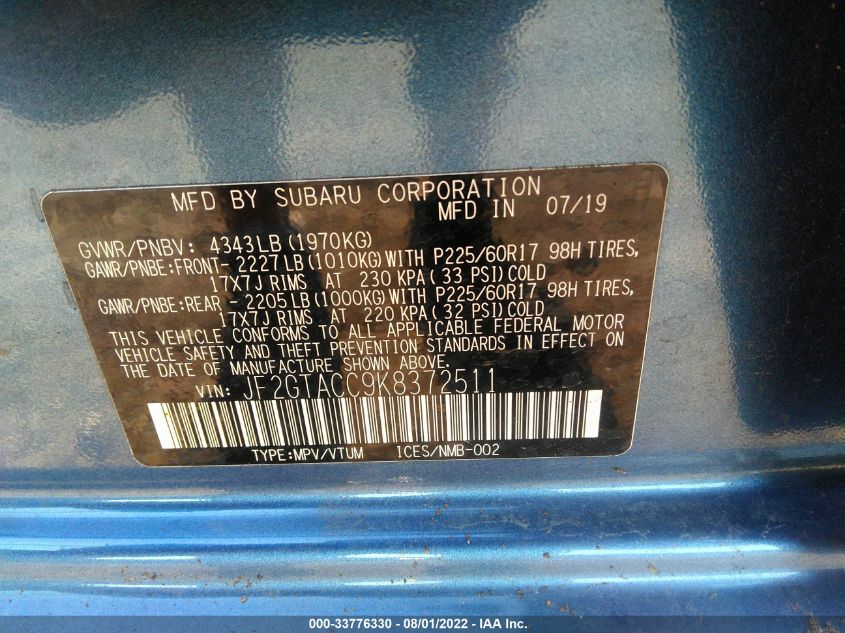 MFD BY SUBARU CORPORATION
MFD IN 07/19
GVWR/PNBV: 4343LB(1970KG)
GAWR/PNBE:FRONT- 2227LB(1010KG)WITH P225/60R17 98H TIRES,
17X7J RIMS AT 230 KPA(33 PSI)COLD
GAWR/PNBE:REAR - 2205LB(1000KG)WITH P225/60R17 98H TIRES,
17X7J RIMS AT 220 KPA(32 PSI)COLD
THIS VEHICLE CONFORMS TO ALL APPLICABLE FEDERAL MOTOR
VEHICLE SAFETY AND THEFT PREVENTION STANDARDS IN EFFECT ON
THE DATE OF MANUFACTURE SHOWN ABOVE.
VIN: JF2GTACC9K8372511
TYPE:MPV/VTUM ICES/NMB-002
000-33776330 - 08/01/2022 - IAA Inc.